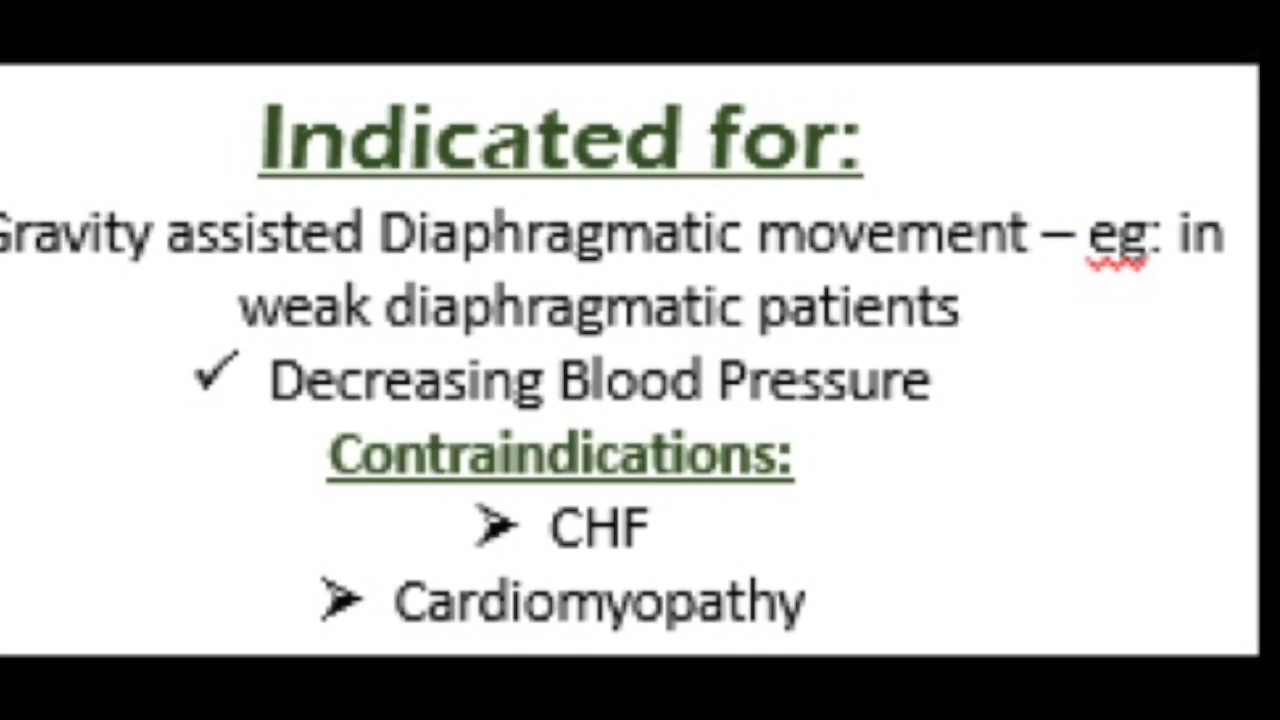 Indicated for:
Gravity assisted Diaphragmatic movement – eg: in
weak diaphragmatic patients
✓ Decreasing Blood Pressure
Contraindications:
➢ CHF
➢ Cardiomyopathy